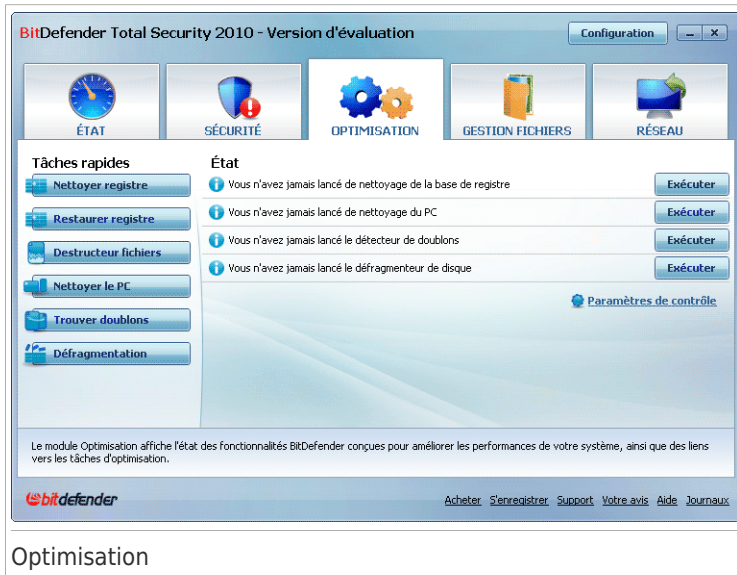 BitDefender Total Security 2010 - Version d'évaluation
Configuration
ÉTAT
SÉCURITÉ
OPTIMISATION
GESTION FICHIERS
RÉSEAU
Tâches rapides
Nettoyer registre
Restaurer registre
Destructeur fichiers
Nettoyer le PC
Trouver doublons
Défragmentation
État
Vous n'avez jamais lancé de nettoyage de la base de registre
Exécuter
Vous n'avez jamais lancé de nettoyage du PC
Exécuter
Vous n'avez jamais lancé le détecteur de doublons
Exécuter
Vous n'avez jamais lancé le défragmenteur de disque
Exécuter
Paramètres de contrôle
Le module Optimisation affiche l'état des fonctionnalités BitDefender conçues pour améliorer les performances de votre système, ainsi que des liens
vers les tâches d'optimisation.
bitdefender
Acheter S'enregistrer Support Votre avis Aide Journaux
Optimisation